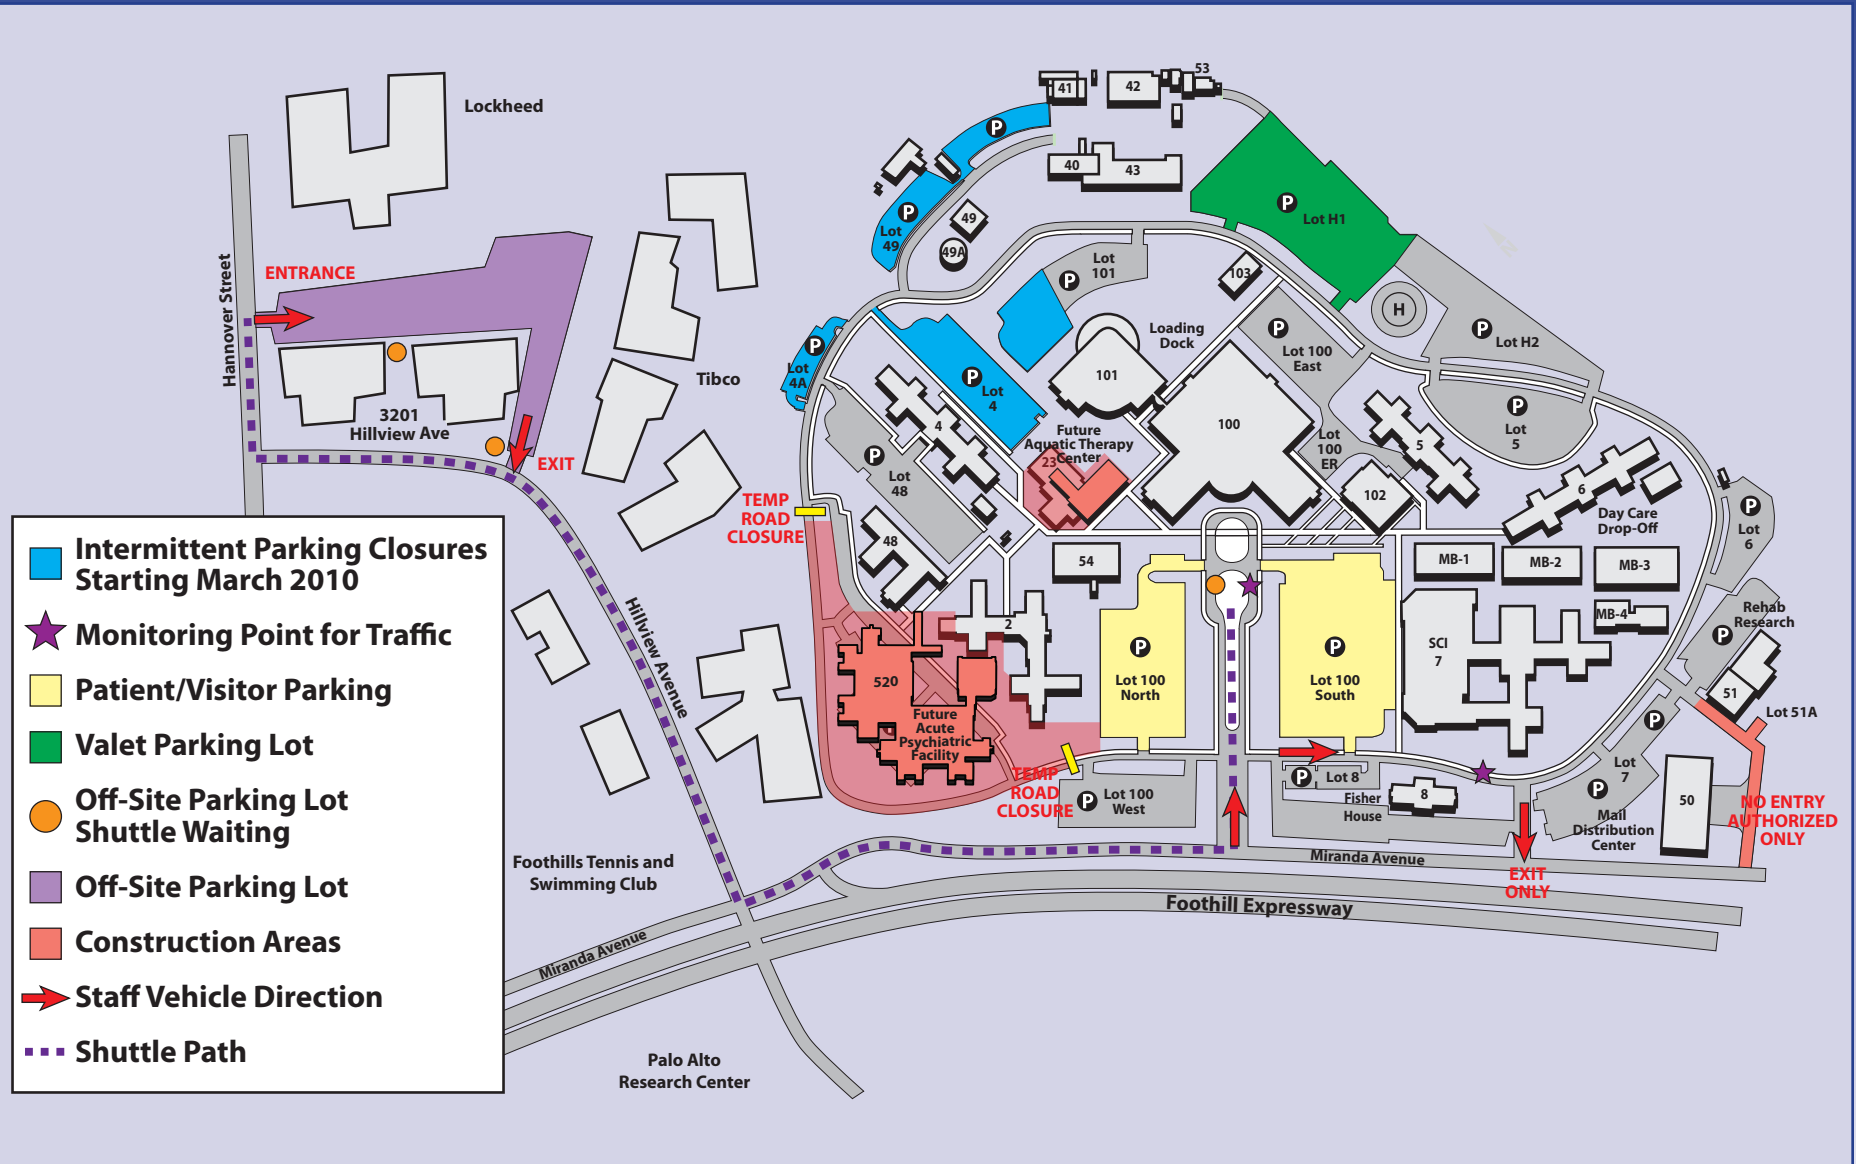 Lockheed
Hannover Street
ENTRANCE
3201
Hillview Ave
EXIT
Tibco
TEMP
ROAD
CLOSURE
Hillview Avenue
41
42
53
40
43
P
P
Lot
49
49
49A
P
Lot H1
103
Lot
101
P
H
P
Lot H2
P
Lot
4A
P
Lot
4
Loading
Dock
101
P
Lot 100
East
P
Lot
5
100
4
Future
Aquatic Therapy
Center
23
Lot
100
ER
5
P
Lot
48
102
6
Day Care
Drop-Off
P
Lot
6
48
54
MB-1
MB-2
MB-3
MB-4
2
Rehab
Research
P
SCI
7
P
Lot 100
North
P
Lot 100
South
520
Future
Acute
Psychiatric
Facility
51
Lot 51A
P
TEMP
ROAD
CLOSURE
P
Lot 100
West
P
Lot 8
Fisher
House
8
Lot
7
P
Mail
Distribution
Center
50
NO ENTRY
AUTHORIZED
ONLY
Miranda Avenue
EXIT
ONLY
Foothills Tennis and
Swimming Club
Foothill Expressway
Miranda Avenue
Palo Alto
Research Center
Intermittent Parking Closures
Starting March 2010
Monitoring Point for Traffic
Patient/Visitor Parking
Valet Parking Lot
Off-Site Parking Lot
Shuttle Waiting
Off-Site Parking Lot
Construction Areas
Staff Vehicle Direction
Shuttle Path